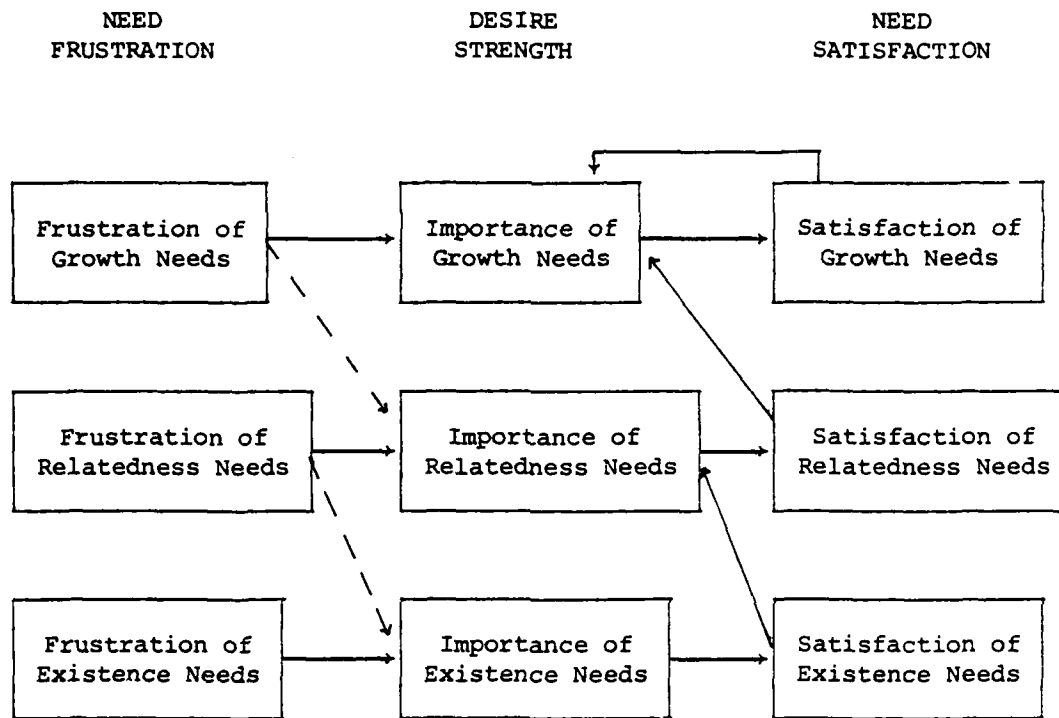 NEED
FRUSTRATION
DESIRE
STRENGTH
NEED
SATISFACTION
Frustration of
Growth Needs
Importance of
Growth Needs
Satisfaction of
Growth Needs
Frustration of
Relatedness Needs
Importance of
Relatedness Needs
Satisfaction of
Relatedness Needs
Frustration of
Existence Needs
Importance of
Existence Needs
Satisfaction of
Existence Needs